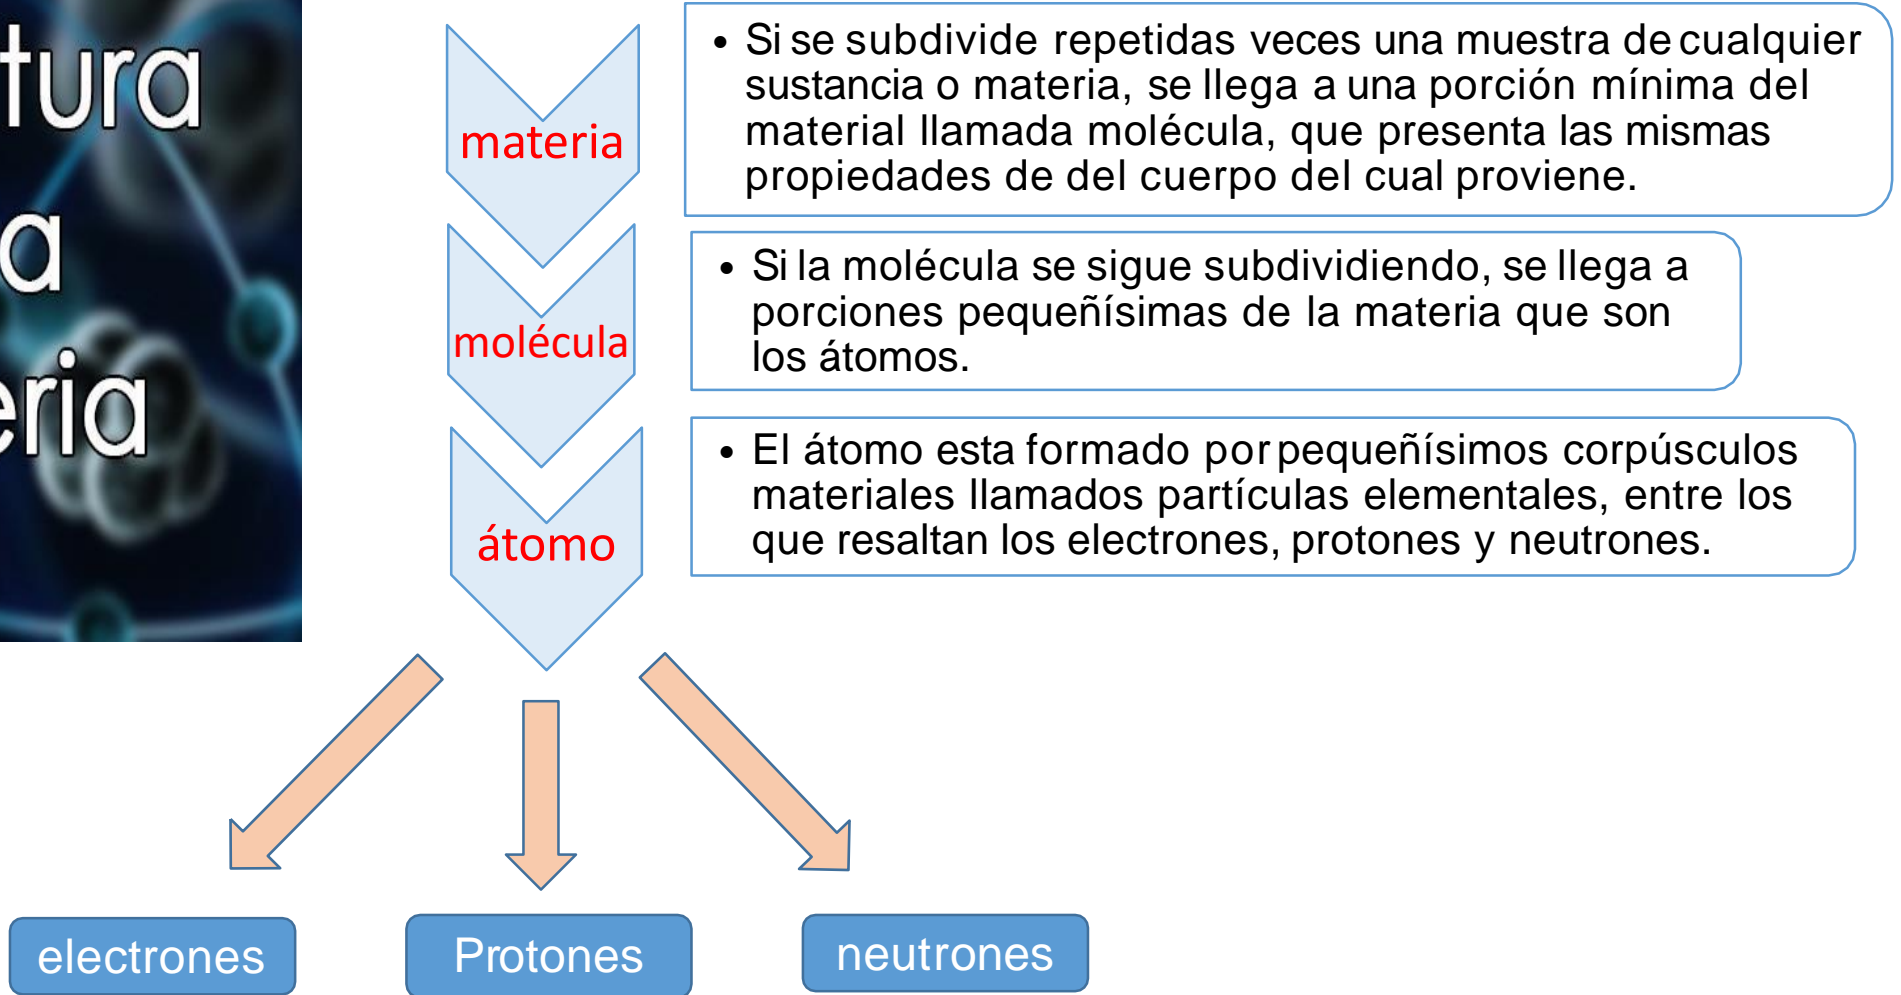 tura
a
eria
materia
• Si se subdivide repetidas veces una muestra de cualquier
sustancia o materia, se llega a una porción mínima del
material llamada molécula, que presenta las mismas
propiedades de del cuerpo del cual proviene.
molécula
• Si la molécula se sigue subdividiendo, se llega a
porciones pequeñísimas de la materia que son
los átomos.
átomo
• El átomo esta formado por pequeñísimos corpúsculos
materiales llamados partículas elementales, entre los
que resaltan los electrones, protones y neutrones.
electrones
Protones
neutrones